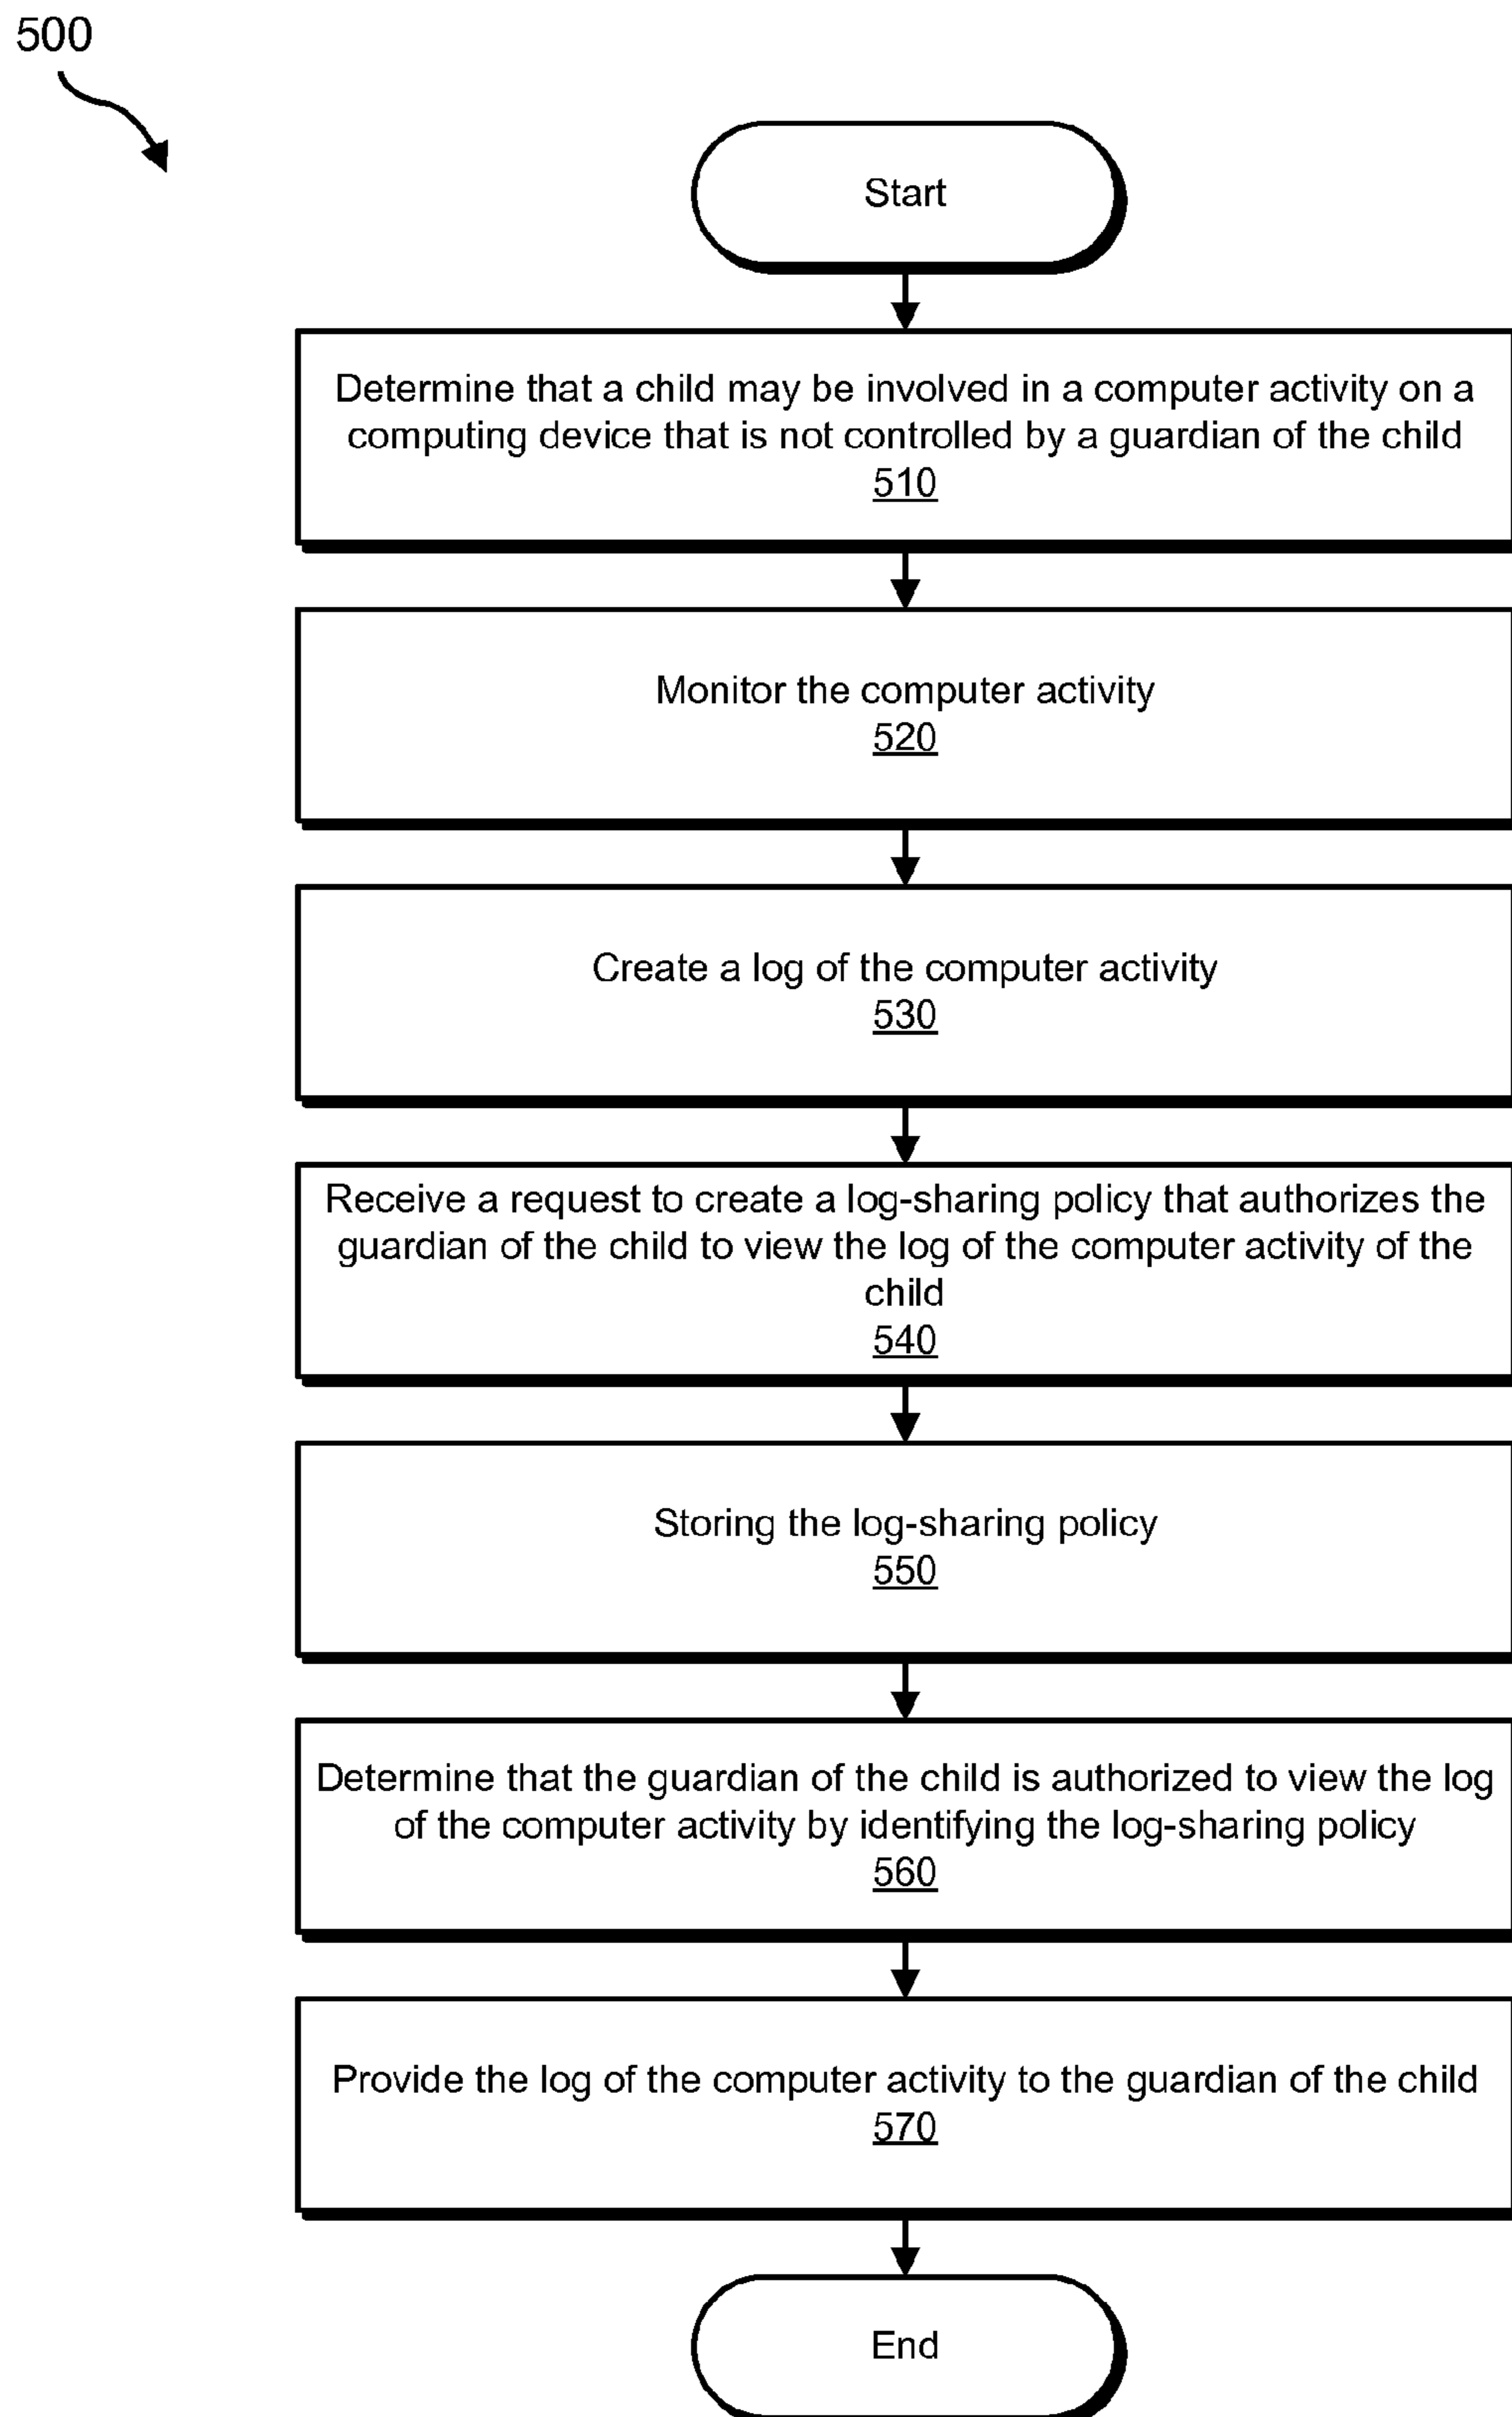 500
Start
Determine that a child may be involved in a computer activity on a
computing device that is not controlled by a guardian of the child
510
Monitor the computer activity
520
Create a log of the computer activity
530
Receive a request to create a log-sharing policy that authorizes the
guardian of the child to view the log of the computer activity of the
child
540
Storing the log-sharing policy
550
Determine that the guardian of the child is authorized to view the log
of the computer activity by identifying the log-sharing policy
560
Provide the log of the computer activity to the guardian of the child
570
End